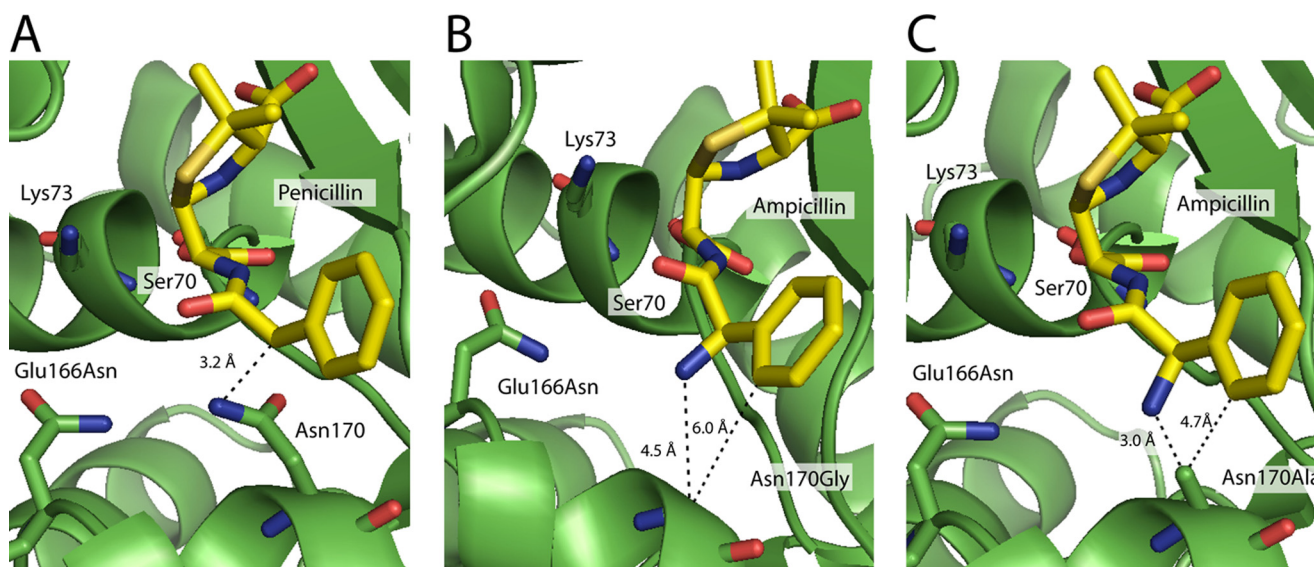 A
Lys73
Penicillin
Ser70
3.2 Å
Glu166Asn
Asn170
B
Lys73
Ampicillin
Ser70
Glu166Asn
6.0 Å
4.5 Å
Asn170Gly
C
Lys73
Ampicillin
Ser70
Glu166Asn
4.7Å
3.0 Å
Asn170Ala